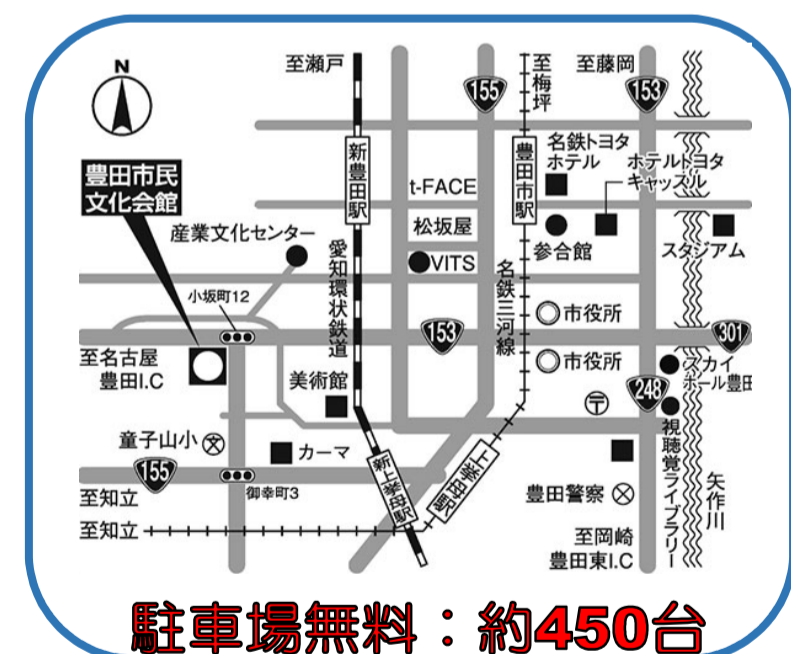 N
至瀬戸
至梅坪
至藤岡
155
153
豊田市民
文化会館
新豊田駅
豊田市駅
名鉄トヨタ
ホテル
ホテルトヨタ
キャッスル
t-FACE
松坂屋
参合館
スタジアム
産業文化センター
愛知環状鉄道
VITS
名鉄三河線
小坂町12
市役所
153
301
至名古屋
豊田I.C
市役所
スカイ
ホール豊田
美術館
248
〒
童子山小
文
カーマ
新上挙母駅
上挙母駅
視聴覚ライブラリー
矢作川
155
御幸町3
豊田警察
至知立
至知立
至岡崎
豊田東I.C
駐車場無料：約450台